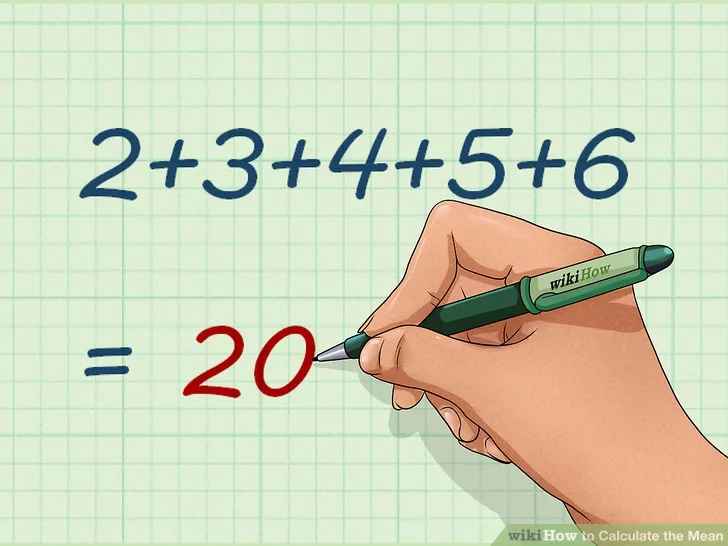 2+3+4+5+6
wikiHow
= 20
wikiHow to Calculate the Mean